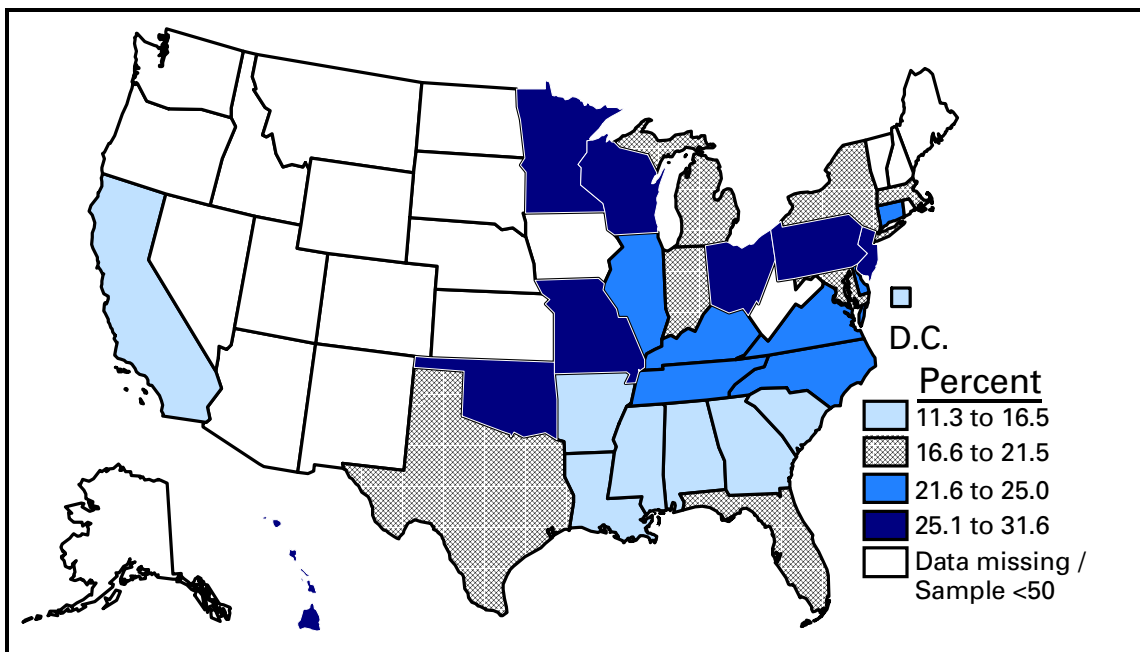 D.C.
Percent
11.3 to 16.5
16.6 to 21.5
21.6 to 25.0
25.1 to 31.6
Data missing /
Sample <50